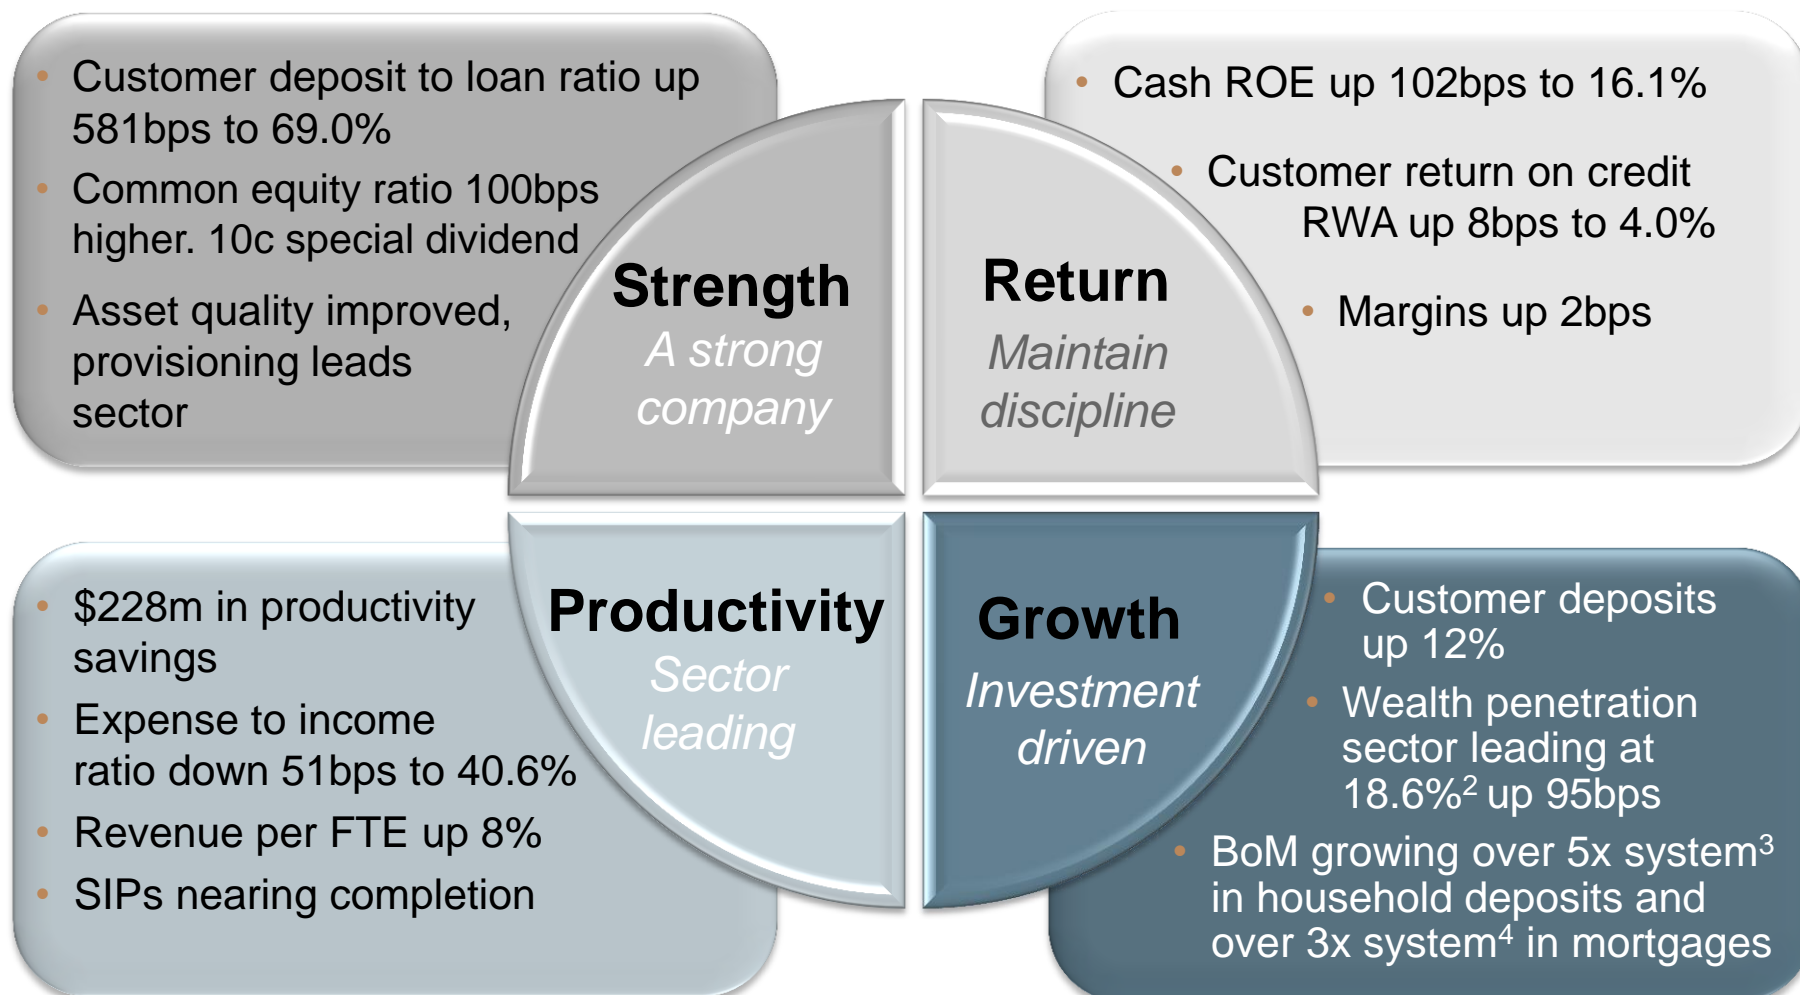 • Customer deposit to loan ratio up
581bps to 69.0%
• Common equity ratio 100bps
higher. 10c special dividend
• Asset quality improved,
provisioning leads
sector
Strength
A strong
company
• Cash ROE up 102bps to 16.1%
• Customer return on credit
RWA up 8bps to 4.0%
• Margins up 2bps
Return
Maintain
discipline
• $228m in productivity
savings
• Expense to income
ratio down 51bps to 40.6%
• Revenue per FTE up 8%
• SIPs nearing completion
Productivity
Sector
leading
Growth
Investment
driven
• Customer deposits
up 12%
• Wealth penetration
sector leading at
18.6%² up 95bps
• BoM growing over 5x system³
in household deposits and
over 3x system⁴ in mortgages